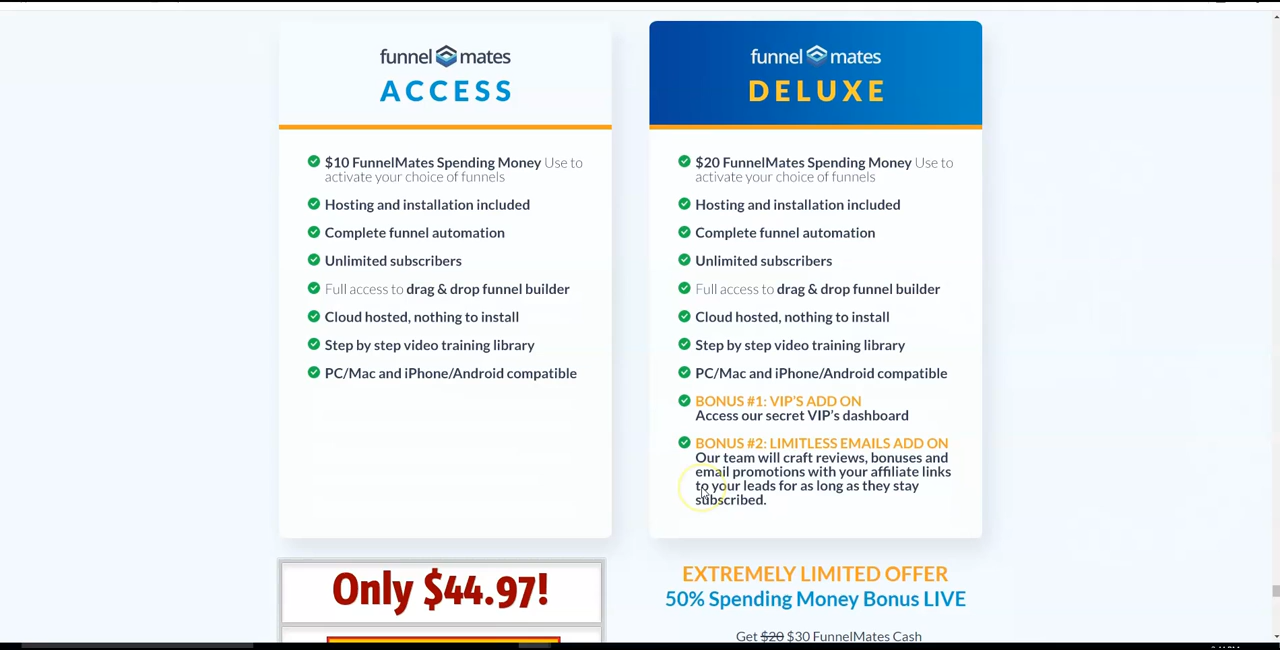 funnel mates
ACCESS
$10 FunnelMates Spending Money Use to
activate your choice of funnels
Hosting and installation included
Complete funnel automation
Unlimited subscribers
Full access to drag & drop funnel builder
Cloud hosted, nothing to install
Step by step video training library
PC/Mac and iPhone/Android compatible
Only $44.97!
funnel mates
DELUXE
$20 FunnelMates Spending Money Use to
activate your choice of funnels
Hosting and installation included
Complete funnel automation
Unlimited subscribers
Full access to drag & drop funnel builder
Cloud hosted, nothing to install
Step by step video training library
PC/Mac and iPhone/Android compatible
BONUS #1: VIP'S ADD ON
Access our secret VIP's dashboard
BONUS #2: LIMITLESS EMAILS ADD ON
Our team will craft reviews, bonuses and
email promotions with your affiliate links
to your leads for as long as they stay
subscribed.
EXTREMELY LIMITED OFFER
50% Spending Money Bonus LIVE
Get $20 $30 FunnelMates Cash